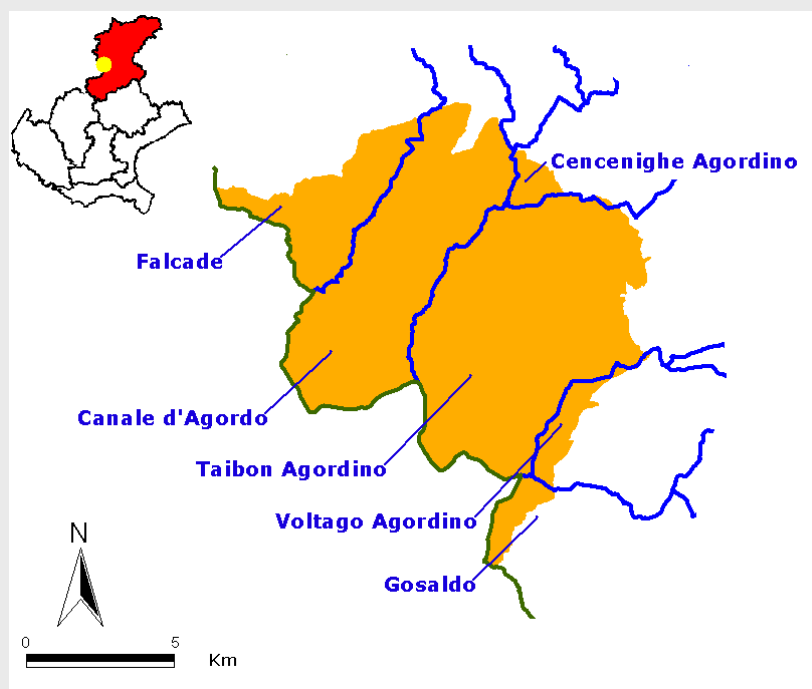 Cencenighe Agordino
Falcade
Canale d'Agordo
Taibon Agordino
Voltago Agordino
Gosaldo
N
0 5
Km